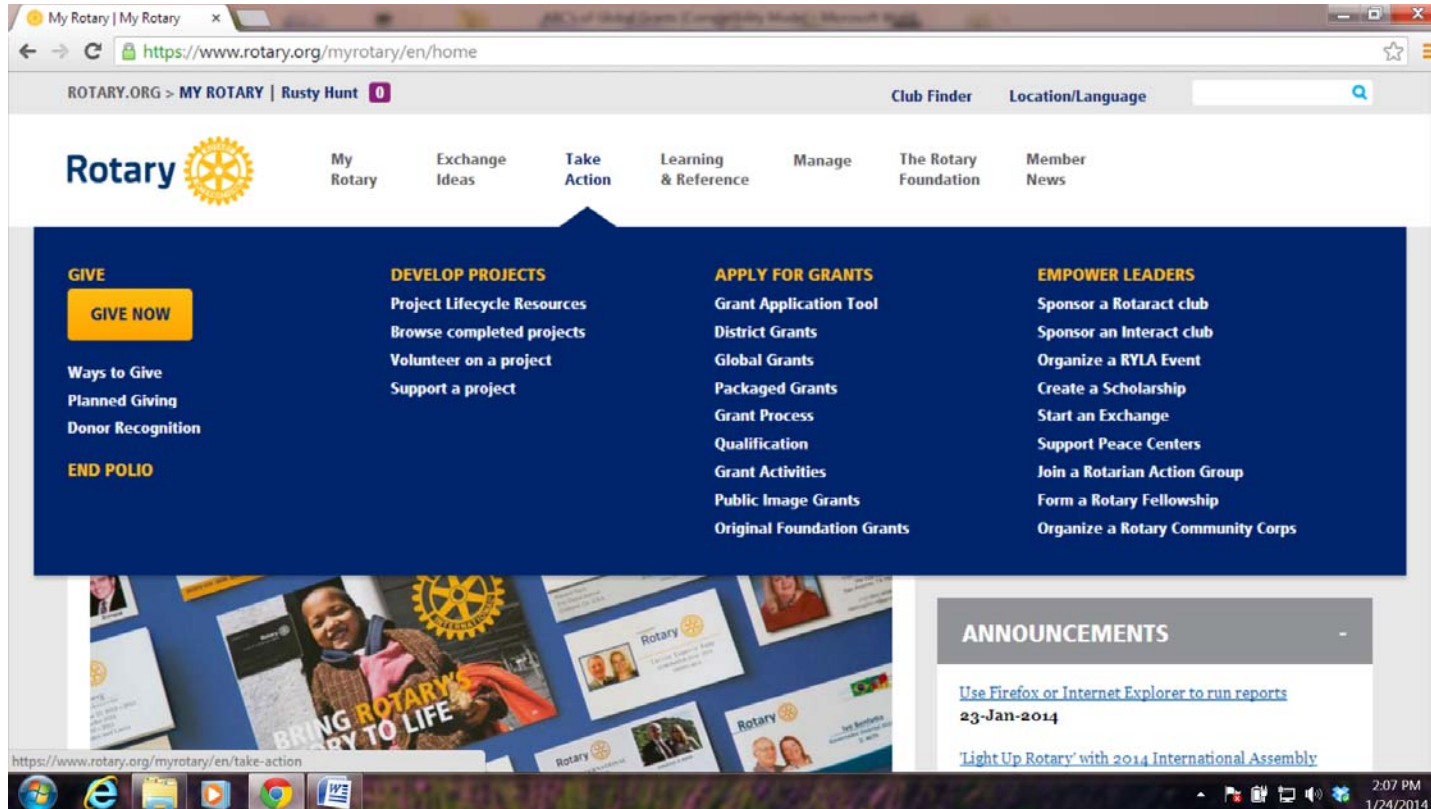 My Rotary | My Rotary
https://www.rotary.org/myrotary/en/home
ROTARY.ORG > MY ROTARY | Rusty Hunt 0
Club Finder Location/Language
Rotary
My Rotary
Exchange Ideas
Take Action
Learning & Reference
Manage
The Rotary Foundation
Member News
GIVE
GIVE NOW
Ways to Give
Planned Giving
Donor Recognition
END POLIO
DEVELOP PROJECTS
Project Lifecycle Resources
Browse completed projects
Volunteer on a project
Support a project
APPLY FOR GRANTS
Grant Application Tool
District Grants
Global Grants
Packaged Grants
Grant Process
Qualification
Grant Activities
Public Image Grants
Original Foundation Grants
EMPOWER LEADERS
Sponsor a Rotaract club
Sponsor an Interact club
Organize a RYLA Event
Create a Scholarship
Start an Exchange
Support Peace Centers
Join a Rotarian Action Group
Form a Rotary Fellowship
Organize a Rotary Community Corps
BRING ROTARY'S
TO LIFE
Rotary
Rotary
Rotary
ANNOUNCEMENTS -
Use Firefox or Internet Explorer to run reports
23-Jan-2014
'Light Up Rotary' with 2014 International Assembly
https://www.rotary.org/myrotary/en/take-action
2:07 PM
1/24/2014